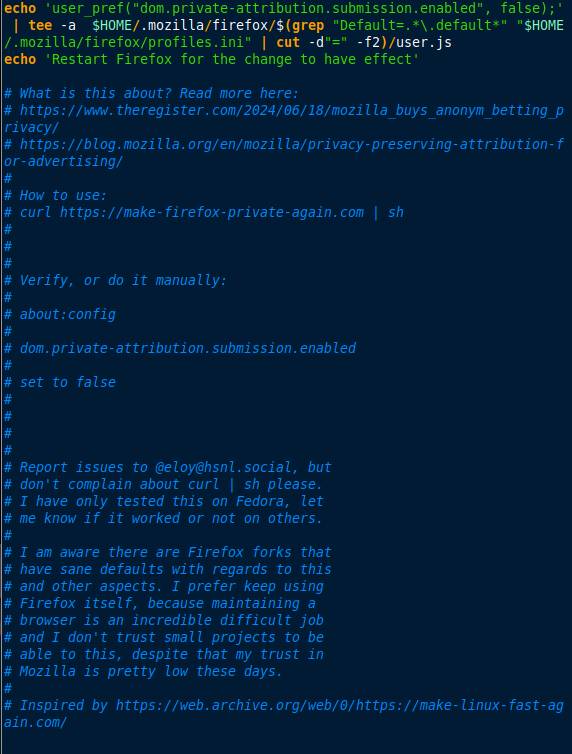 echo 'user_pref("dom.private-attribution.submission.enabled", false);'
 | tee -a  $HOME/.mozilla/firefox/$(grep "Default=.*\.default*" "$HOME
/.mozilla/firefox/profiles.ini" | cut -d"=" -f2)/user.js
echo 'Restart Firefox for the change to have effect'

# What is this about? Read more here:
# https://www.theregister.com/2024/06/18/mozilla_buys_anonym_betting_p
rivacy/
# https://blog.mozilla.org/en/mozilla/privacy-preserving-attribution-f
or-advertising/
#
# How to use:
# curl https://make-firefox-private-again.com | sh
#
#
#
# Verify, or do it manually:
#
# about:config
#
# dom.private-attribution.submission.enabled
#
# set to false
#
#
#
#
# Report issues to @eloy@hsnl.social, but
# don't complain about curl | sh please.
# I have only tested this on Fedora, let
# me know if it worked or not on others.
#
# I am aware there are Firefox forks that
# have sane defaults with regards to this
# and other aspects. I prefer keep using
# Firefox itself, because maintaining a
# browser is an incredible difficult job
# and I don't trust small projects to be
# able to this, despite that my trust in
# Mozilla is pretty low these days.
#
# Inspired by https://web.archive.org/web/0/https://make-linux-fast-ag
ain.com/